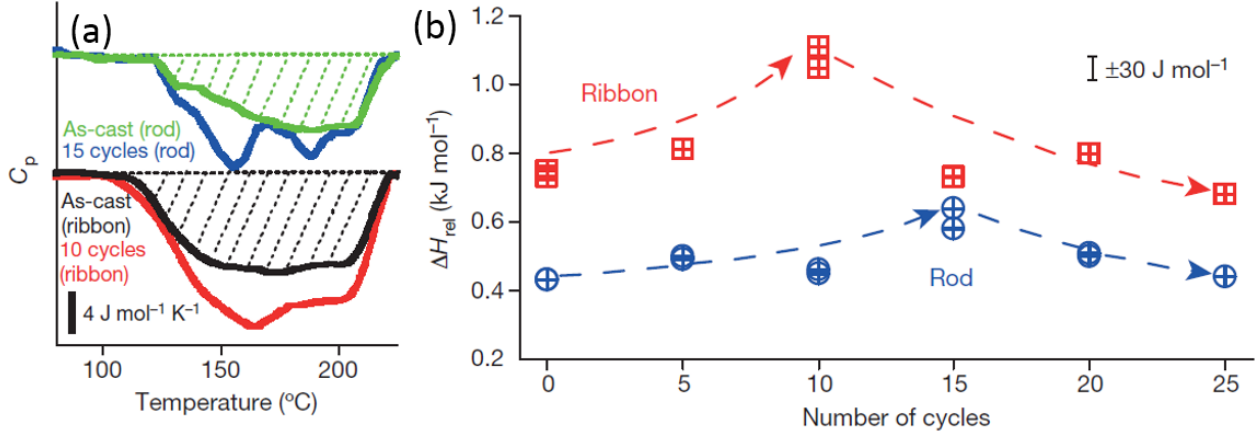 (a)
As-cast (rod)
15 cycles (rod)
As-cast
(ribbon)
10 cycles
(ribbon)
4 J mol⁻¹ K⁻¹
Cₚ
100 150 200
Temperature (°C)
(b)
1.2
1.0
0.8
0.6
0.4
0.2
ΔHᵣₑₗ (kJ mol⁻¹)
Ribbon
±30 J mol⁻¹
Rod
0 5 10 15 20 25
Number of cycles